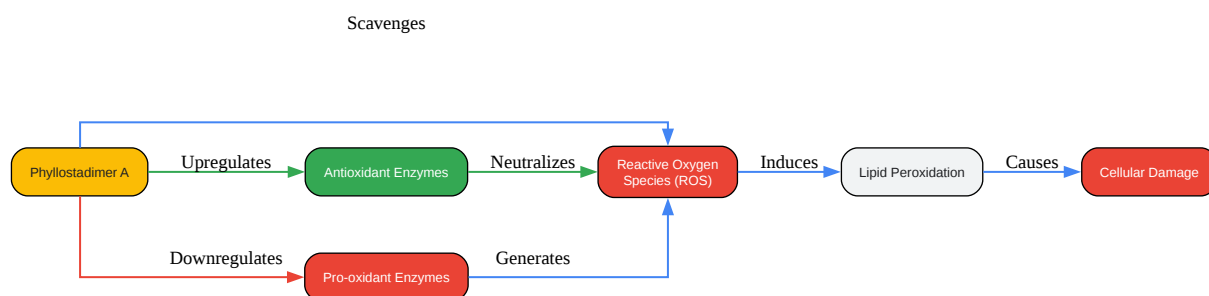 Scavenges
Phyllostadimer A
Upregulates
Antioxidant Enzymes
Neutralizes
Reactive Oxygen
Species (ROS)
Induces
Lipid Peroxidation
Causes
Cellular Damage
Downregulates
Pro-oxidant Enzymes
Generates